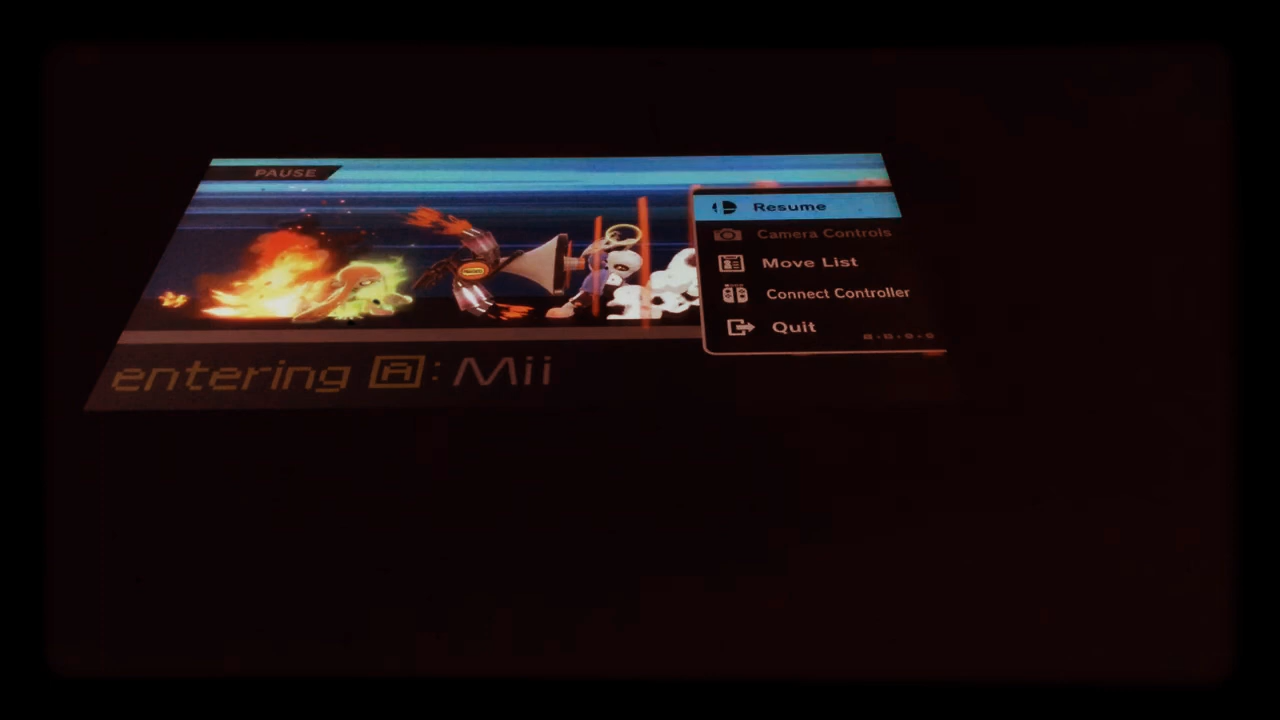 PAUSE
Resume
Camera Controls
Move List
Connect Controller
Quit
entering A: Mii